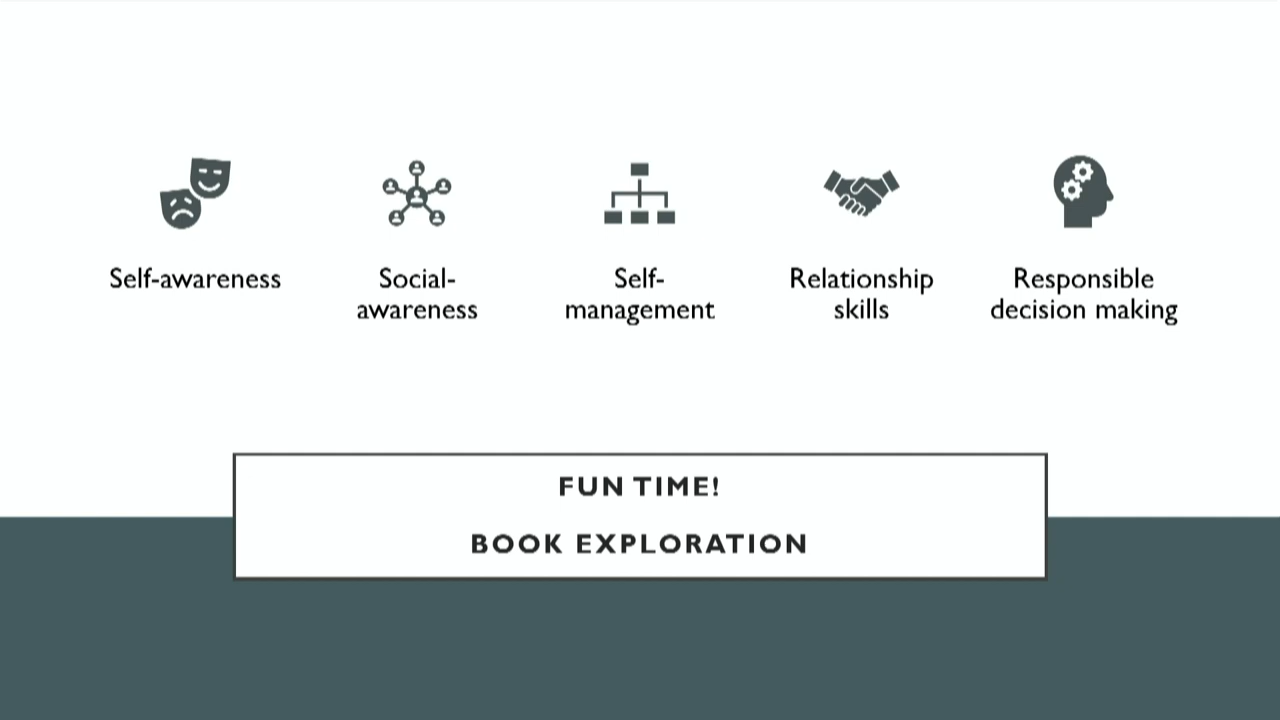 Self-awareness
Social-
awareness
Self-
management
Relationship
skills
Responsible
decision making
FUN TIME!
BOOK EXPLORATION